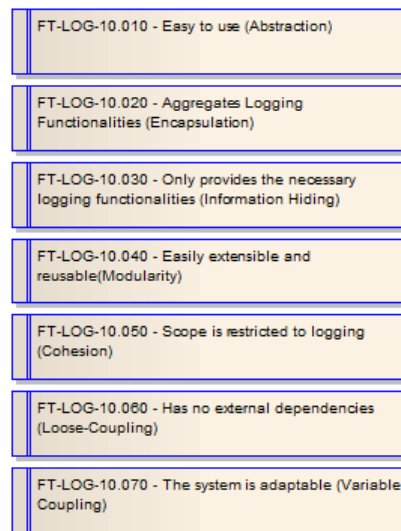 FT-LOG-10.010 - Easy to use (Abstraction)
FT-LOG-10.020 - Aggregates Logging
Functionalities (Encapsulation)
FT-LOG-10.030 - Only provides the necessary
logging functionalities (Information Hiding)
FT-LOG-10.040 - Easily extensible and
reusable(Modularity)
FT-LOG-10.050 - Scope is restricted to logging
(Cohesion)
FT-LOG-10.060 - Has no external dependencies
(Loose-Coupling)
FT-LOG-10.070 - The system is adaptable (Variable
Coupling)